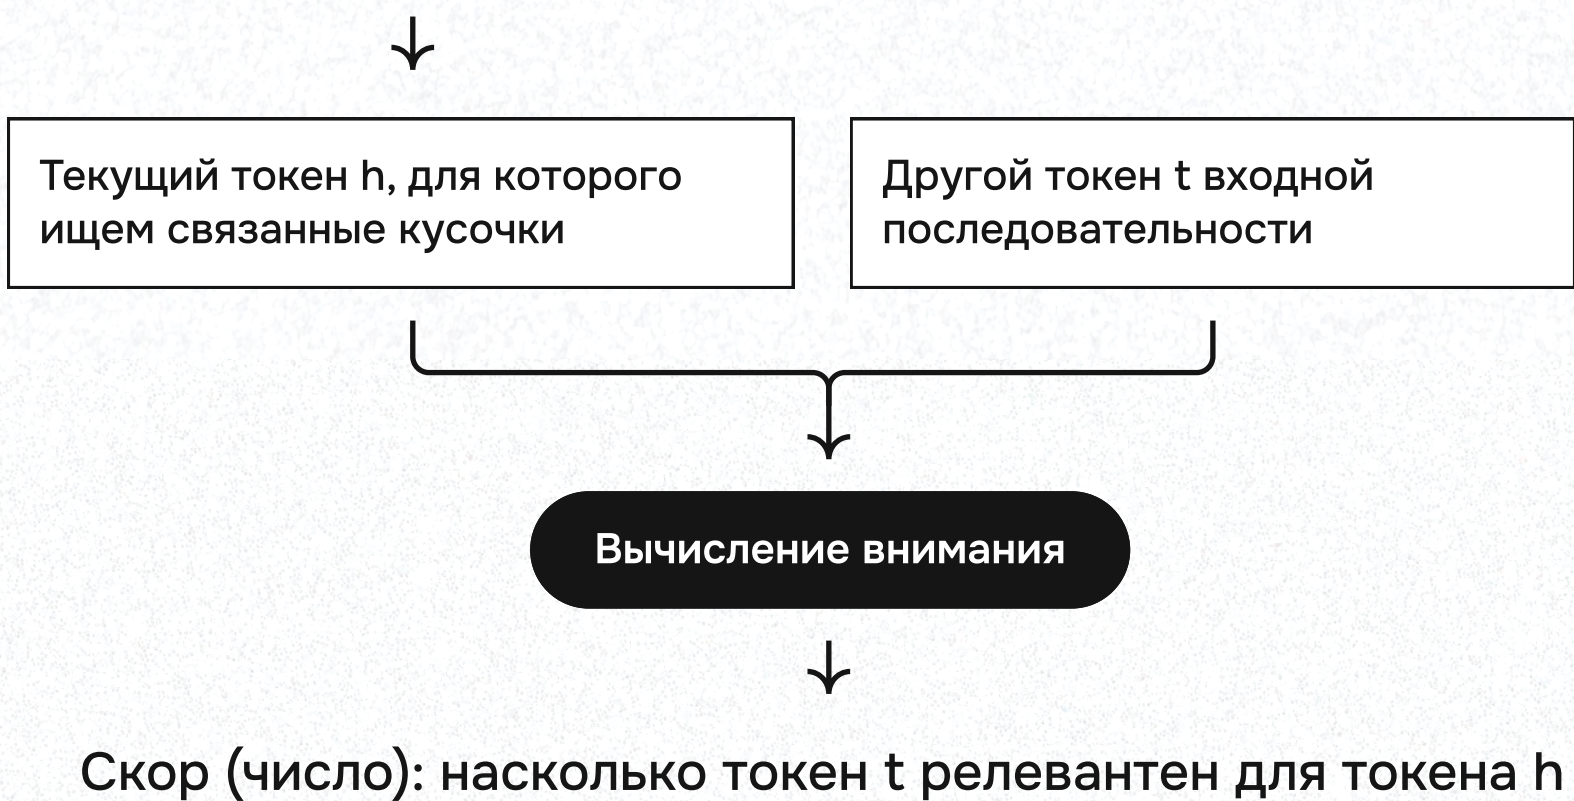 Текущий токен h, для которого
ищем связанные кусочки
Другой токен t входной
последовательности
Вычисление внимания
Скор (число): насколько токен t релевантен для токена h